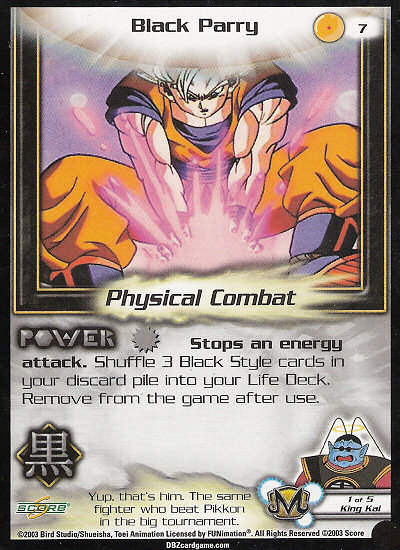 Black Parry
7
Physical Combat
POWER Stops an energy
attack. Shuffle 3 Black Style cards in
your discard pile into your Life Deck.
Remove from the game after use.
黒
SCORE
Yup, that's him. The same
fighter who beat Pikkon
in the big tournament.
M
1 of 5
King Kai
©2003 Bird Studio/Shueisha, Toei Animation Licensed by FUNimation®. All Rights Reserved ©2003 Score
DBZcardgame.com